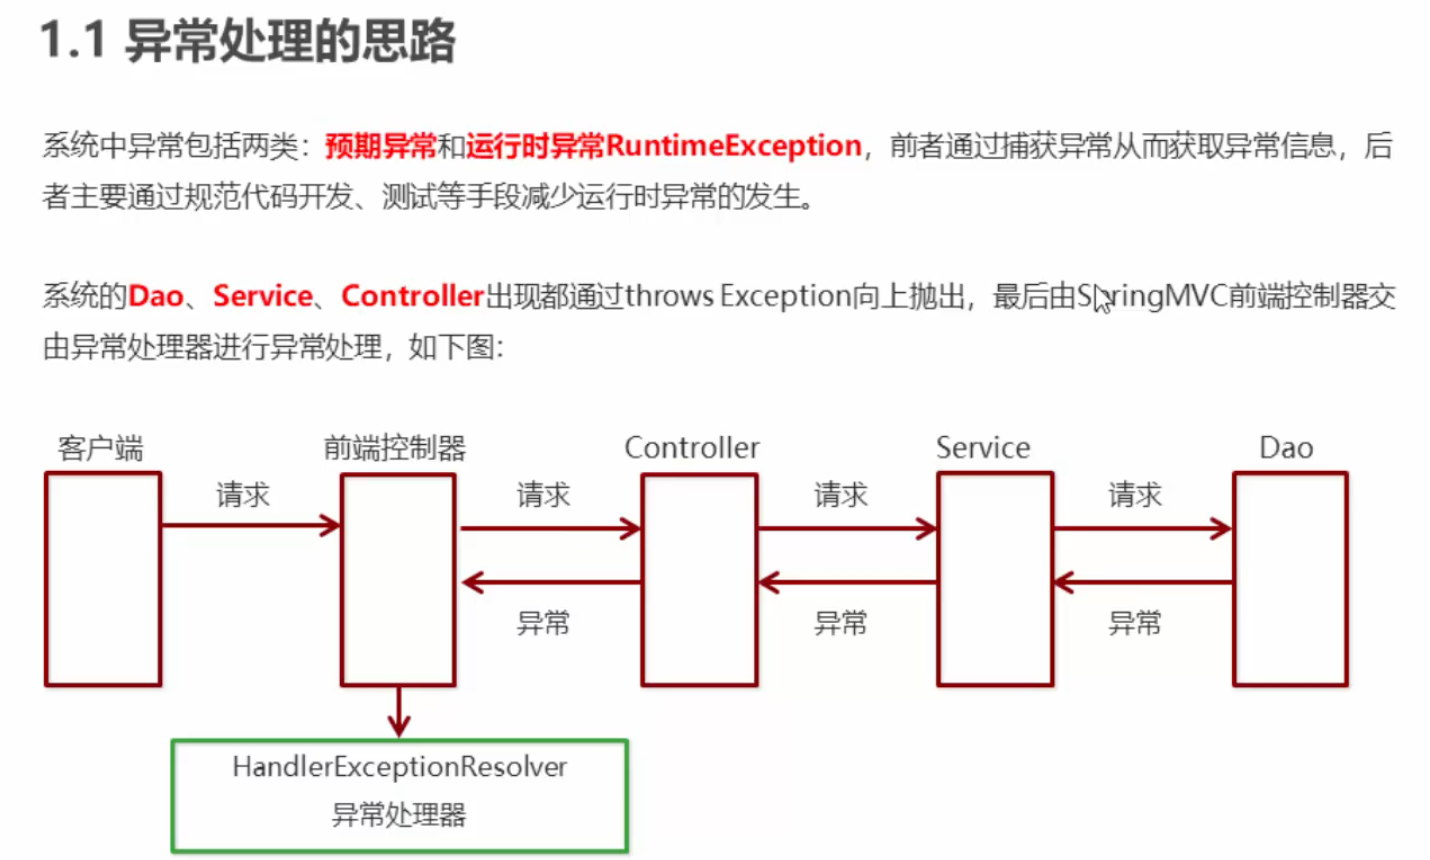 1.1 异常处理的思路
系统中异常包括两类：预期异常和运行时异常RuntimeException，前者通过捕获异常从而获取异常信息，后
者主要通过规范代码开发、测试等手段减少运行时异常的发生。
系统的Dao、Service、Controller出现都通过throws Exception向上抛出，最后由SpringMVC前端控制器交
由异常处理器进行异常处理，如下图：
客户端 前端控制器 Controller Service Dao
请求 请求 请求 请求
异常 异常 异常
HandlerExceptionResolver
异常处理器